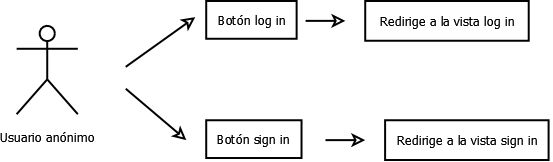 Botón log in
Redirige a la vista log in
Usuario anónimo
Botón sign in
Redirige a la vista sign in